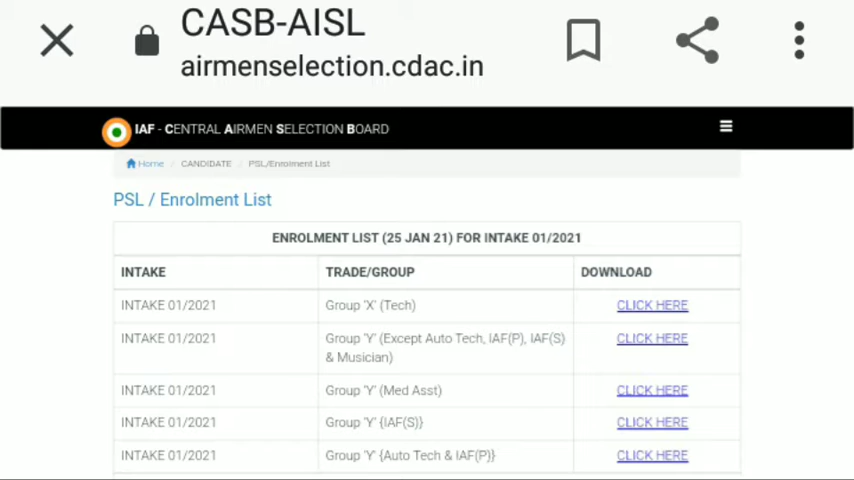 CASB-AISL
airmenselection.cdac.in
IAF - CENTRAL AIRMEN SELECTION BOARD
Home / CANDIDATE / PSL/Enrolment List
PSL / Enrolment List
ENROLMENT LIST (25 JAN 21) FOR INTAKE 01/2021
INTAKE TRADE/GROUP DOWNLOAD
INTAKE 01/2021 Group 'X' (Tech) CLICK HERE
INTAKE 01/2021 Group 'Y' (Except Auto Tech, IAF(P), IAF(S) CLICK HERE
& Musician)
INTAKE 01/2021 Group 'Y' (Med Asst) CLICK HERE
INTAKE 01/2021 Group 'Y' {IAF(S)} CLICK HERE
INTAKE 01/2021 Group 'Y' {Auto Tech & IAF(P)} CLICK HERE